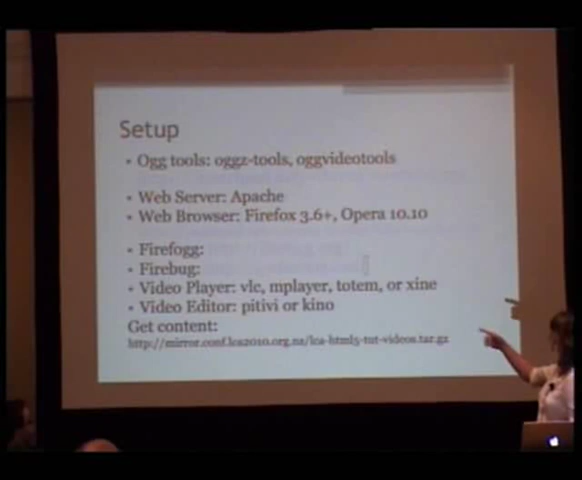 Setup
• Ogg tools: oggz-tools, oggvideotools
• Web Server: Apache
• Web Browser: Firefox 3.6+, Opera 10.10
• Firefogg:
• Firebug:
• Video Player: vlc, mplayer, totem, or xine
• Video Editor: pitivi or kino
Get content:
http://mirror.conf.lca2010.org.nz/lca-html5-tut-videos.tar.gz